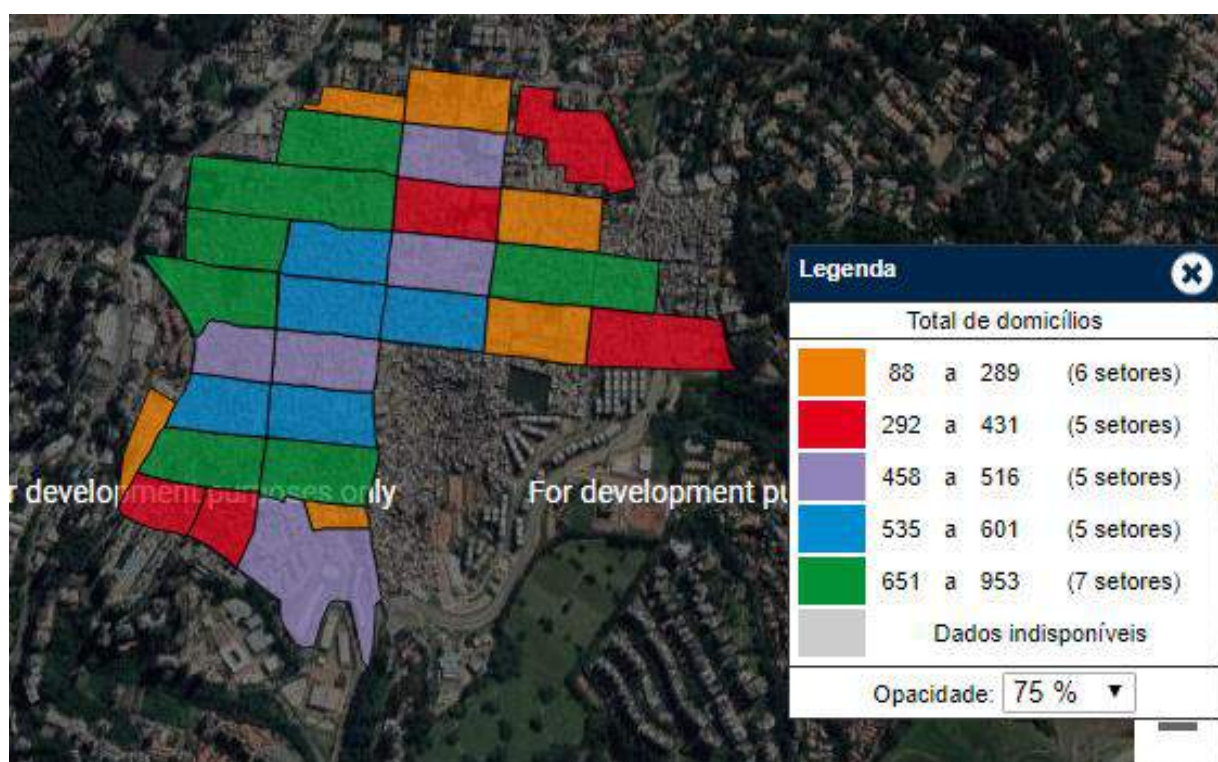 Legenda
Total de domicílios
88 a 289 (6 setores)
292 a 431 (5 setores)
458 a 516 (5 setores)
535 a 601 (5 setores)
651 a 953 (7 setores)
Dados indisponíveis
Opacidade: 75 % ▼
r development purposes only
For development pu